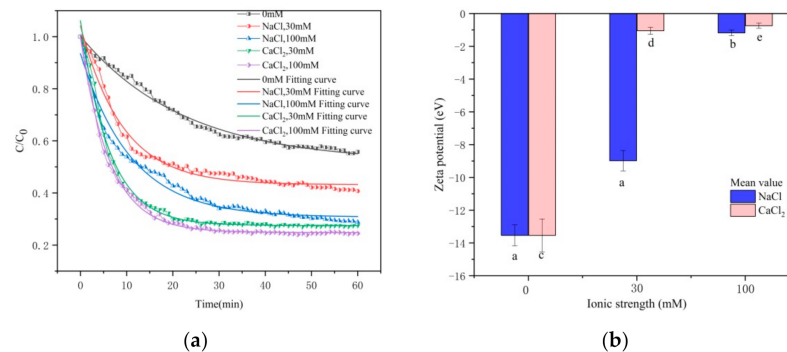 0mM
NaCl,30mM
NaCl,100mM
CaCl2,30mM
CaCl2,100mM
0mM Fitting curve
NaCl,30mM Fitting curve
NaCl,100mM Fitting curve
CaCl2,30mM Fitting curve
CaCl2,100mM Fitting curve
C/C0
1.0
0.8
0.6
0.4
0.2
0 10 20 30 40 50 60
Time(min)
(a)
Zeta potential (eV)
0
-2
-4
-6
-8
-10
-12
-14
-16
a c
a d
b e
Mean value
NaCl
CaCl2
0 30 100
Ionic strength (mM)
(b)